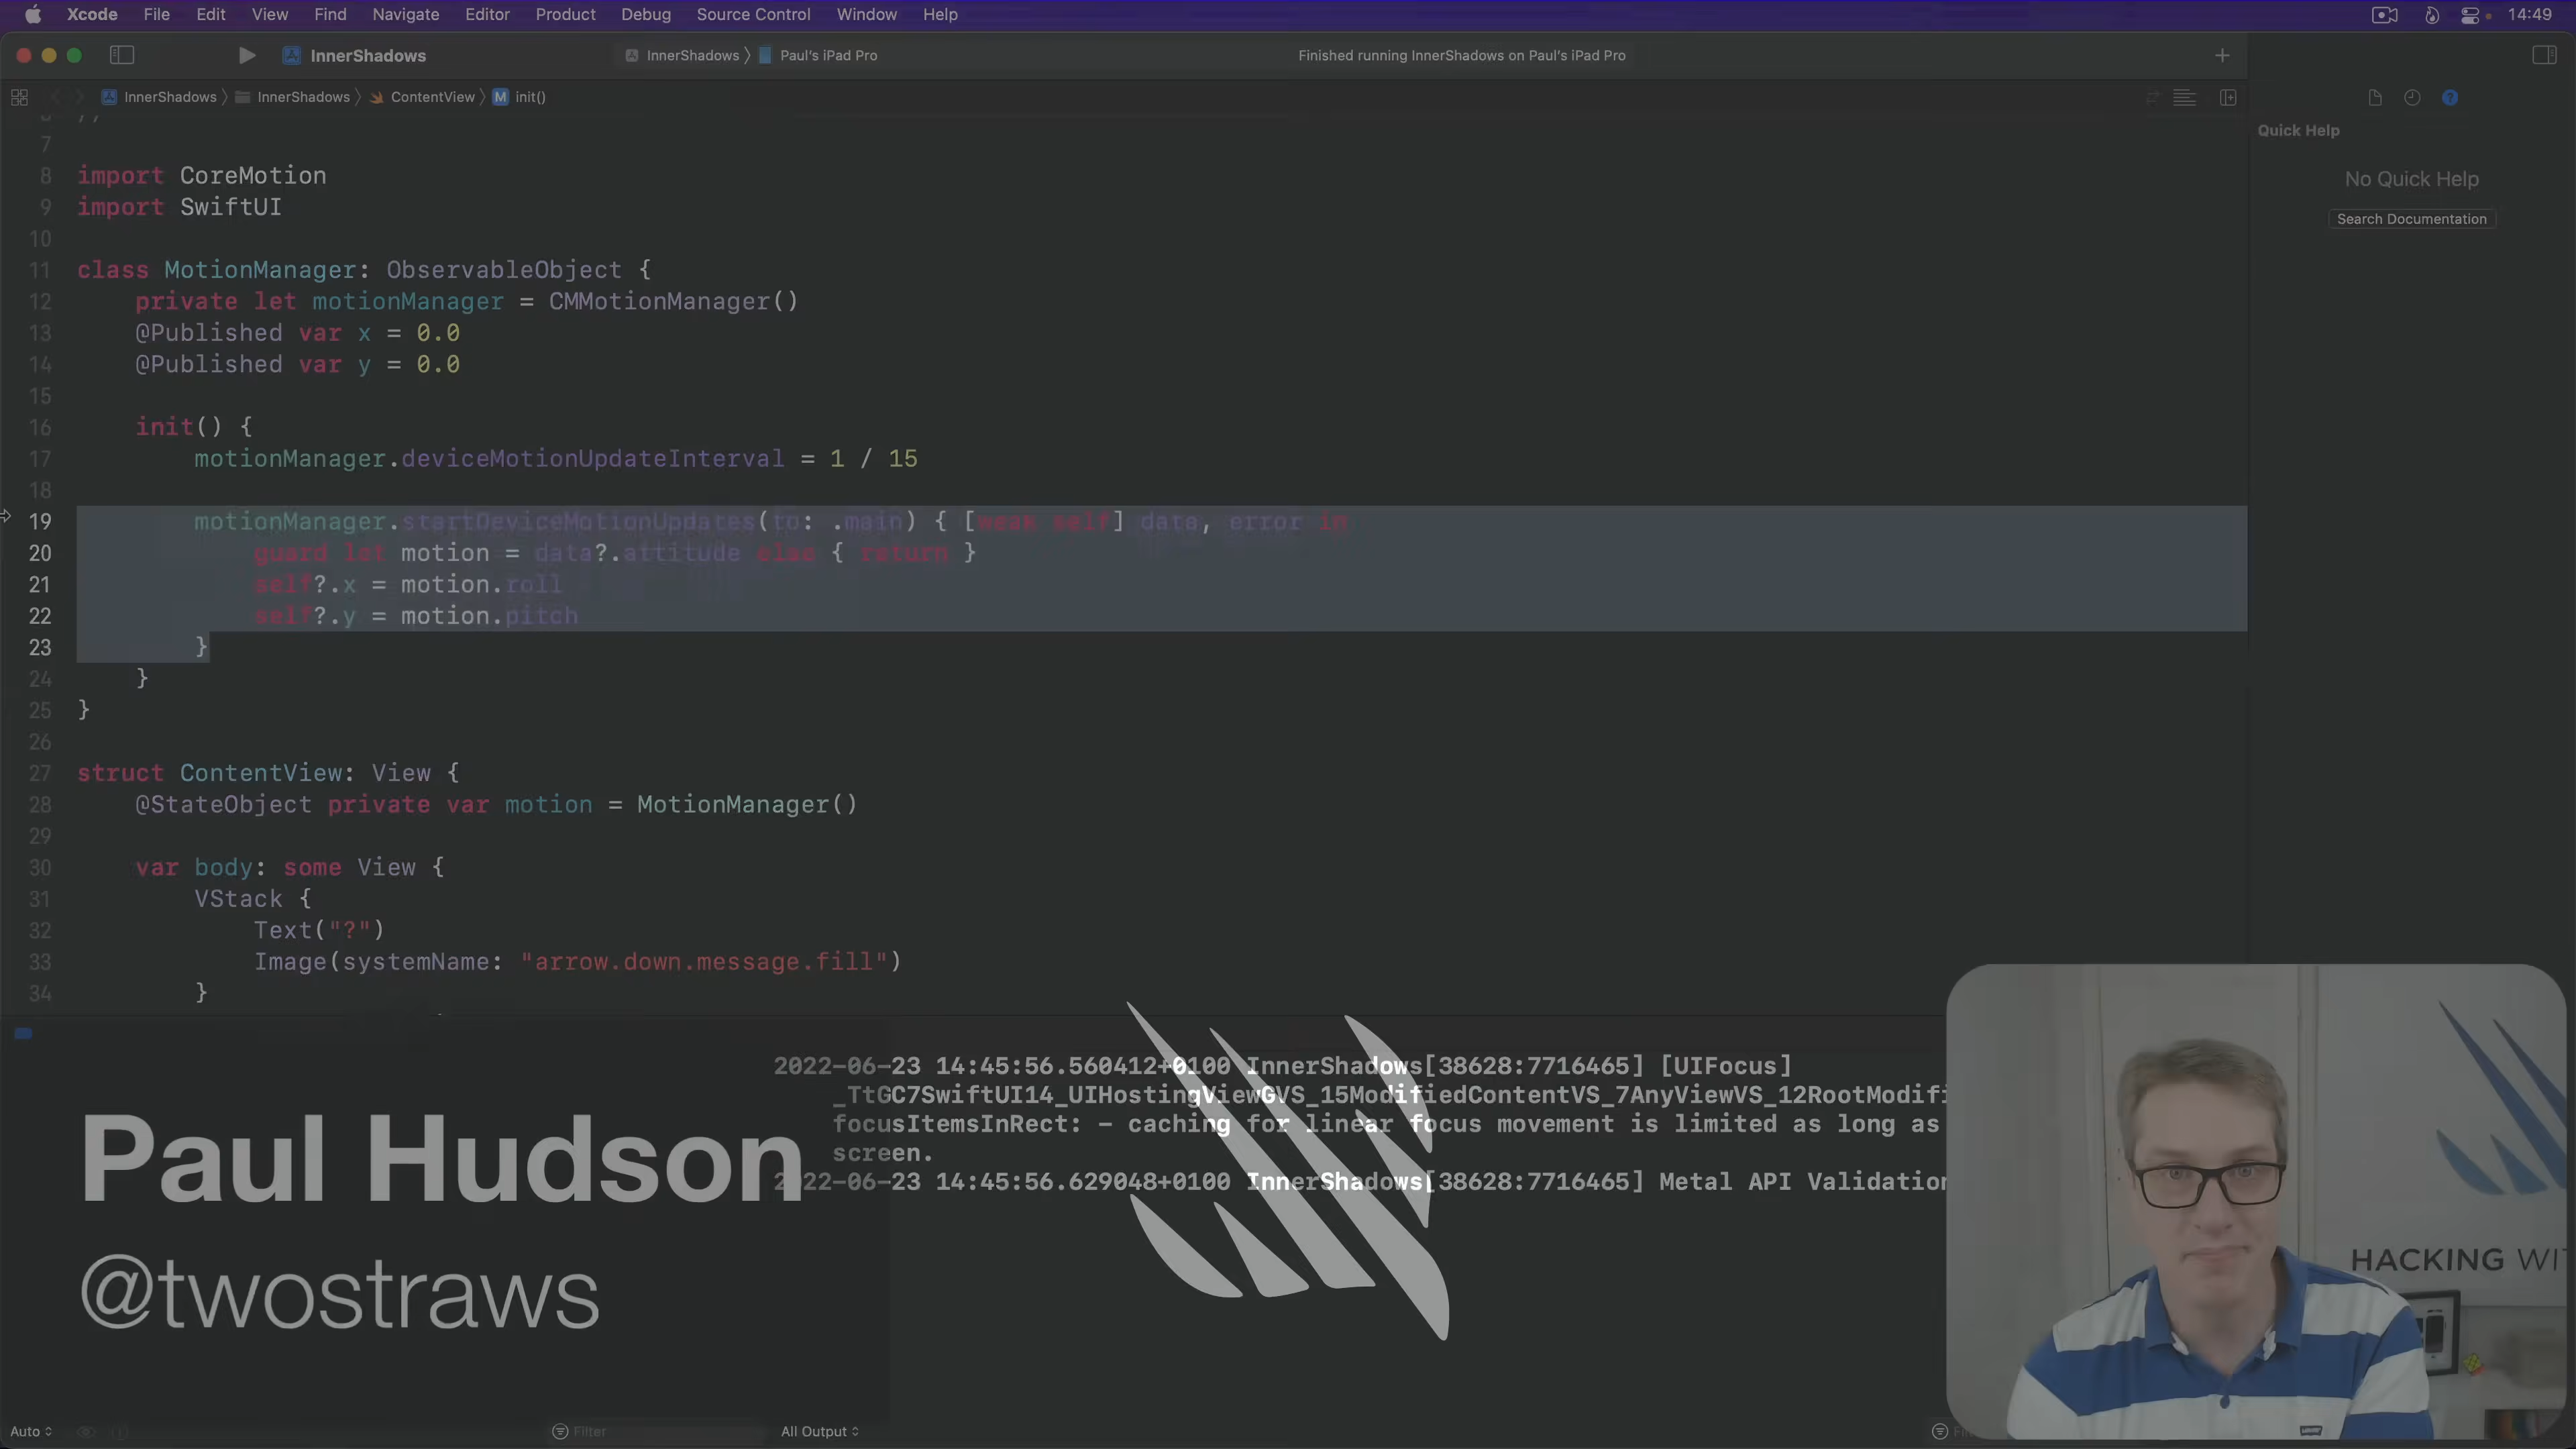 Xcode File Edit View Find Navigate Editor Product Debug Source Control Window Help 14:49
InnerShadows InnerShadows 〉 Paul's iPad Pro Finished running InnerShadows on Paul's iPad Pro
InnerShadows 〉 InnerShadows 〉 ContentView 〉 M init()
Quick Help
No Quick Help
Search Documentation
7
8 import CoreMotion
9 import SwiftUI
10
11 class MotionManager: ObservableObject {
12 private let motionManager = CMMotionManager()
13 @Published var x = 0.0
14 @Published var y = 0.0
15
16 init() {
17 motionManager.deviceMotionUpdateInterval = 1 / 15
18
19 motionManager.startDeviceMotionUpdates(to: .main) { [weak self] data, error in
20 guard let motion = data?.attitude else { return }
21 self?.x = motion.roll
22 self?.y = motion.pitch
23 }
24 }
25 }
26
27 struct ContentView: View {
28 @StateObject private var motion = MotionManager()
29
30 var body: some View {
31 VStack {
32 Text("?")
33 Image(systemName: "arrow.down.message.fill")
34 }
2022-06-23 14:45:56.560412+0100 InnerShadows[38628:7716465] [UIFocus]
_TtGC7SwiftUI14_UIHostingViewGVS_15ModifiedContentVS_7AnyViewVS_12RootModifi
focusItemsInRect: - caching for linear focus movement is limited as long as
screen.
2022-06-23 14:45:56.629048+0100 InnerShadows[38628:7716465] Metal API Validation
Paul Hudson
@twostraws
HACKING WI
Auto Filter All Output